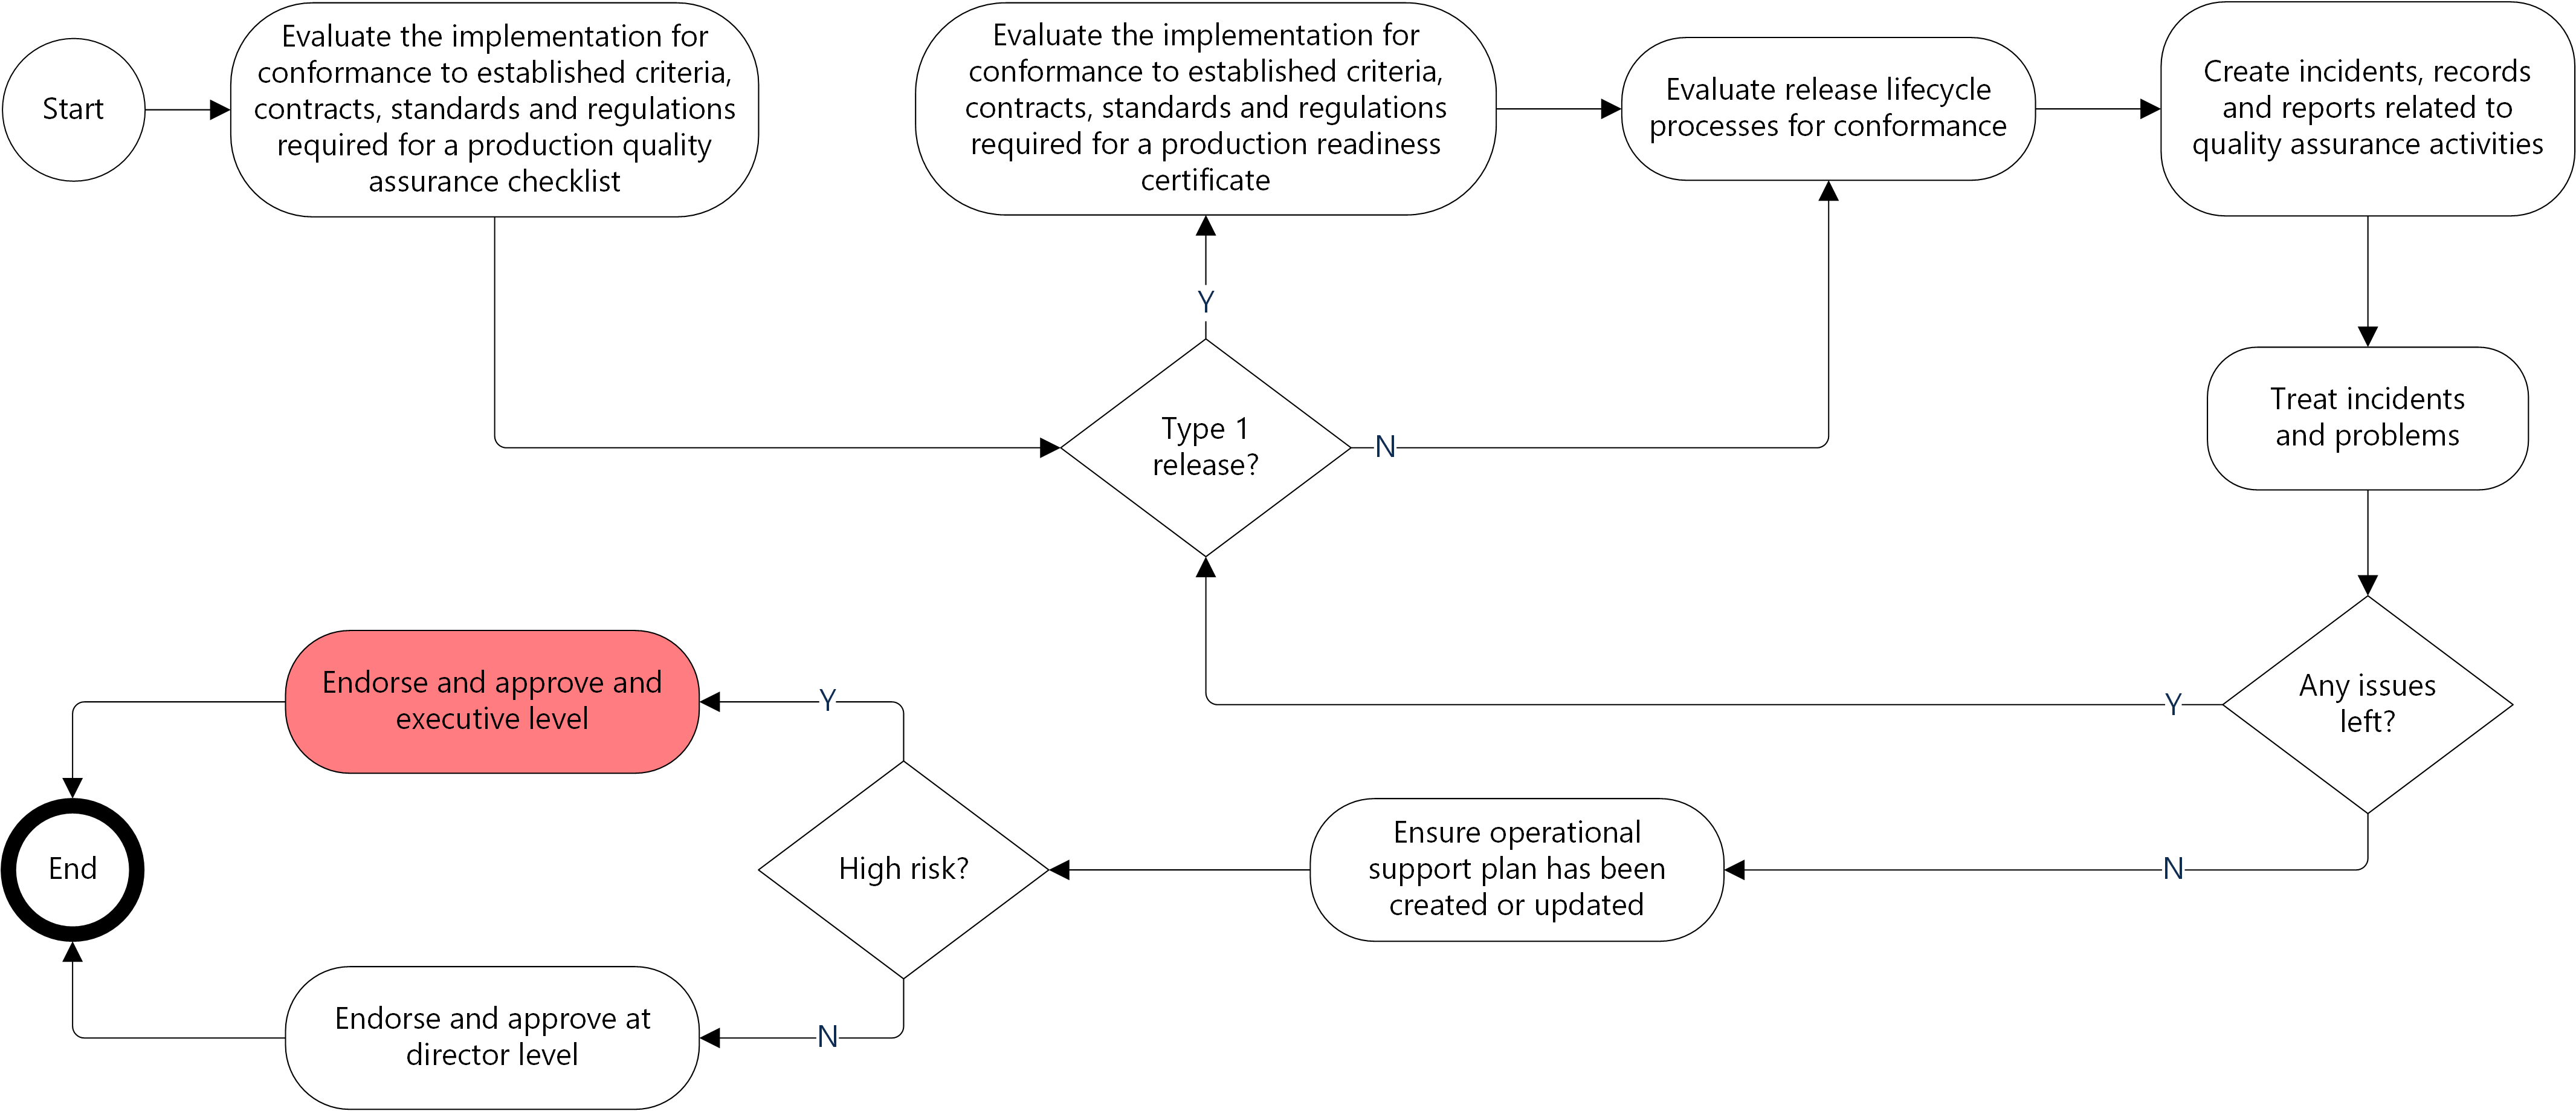 Start
Evaluate the implementation for
conformance to established criteria,
contracts, standards and regulations
required for a production quality
assurance checklist
Evaluate the implementation for
conformance to established criteria,
contracts, standards and regulations
required for a production readiness
certificate
Evaluate release lifecycle
processes for conformance
Create incidents, records
and reports related to
quality assurance activities
Y
Type 1
release?
N
Treat incidents
and problems
Any issues
left?
Y
N
Ensure operational
support plan has been
created or updated
High risk?
Y
Endorse and approve and
executive level
N
Endorse and approve at
director level
End